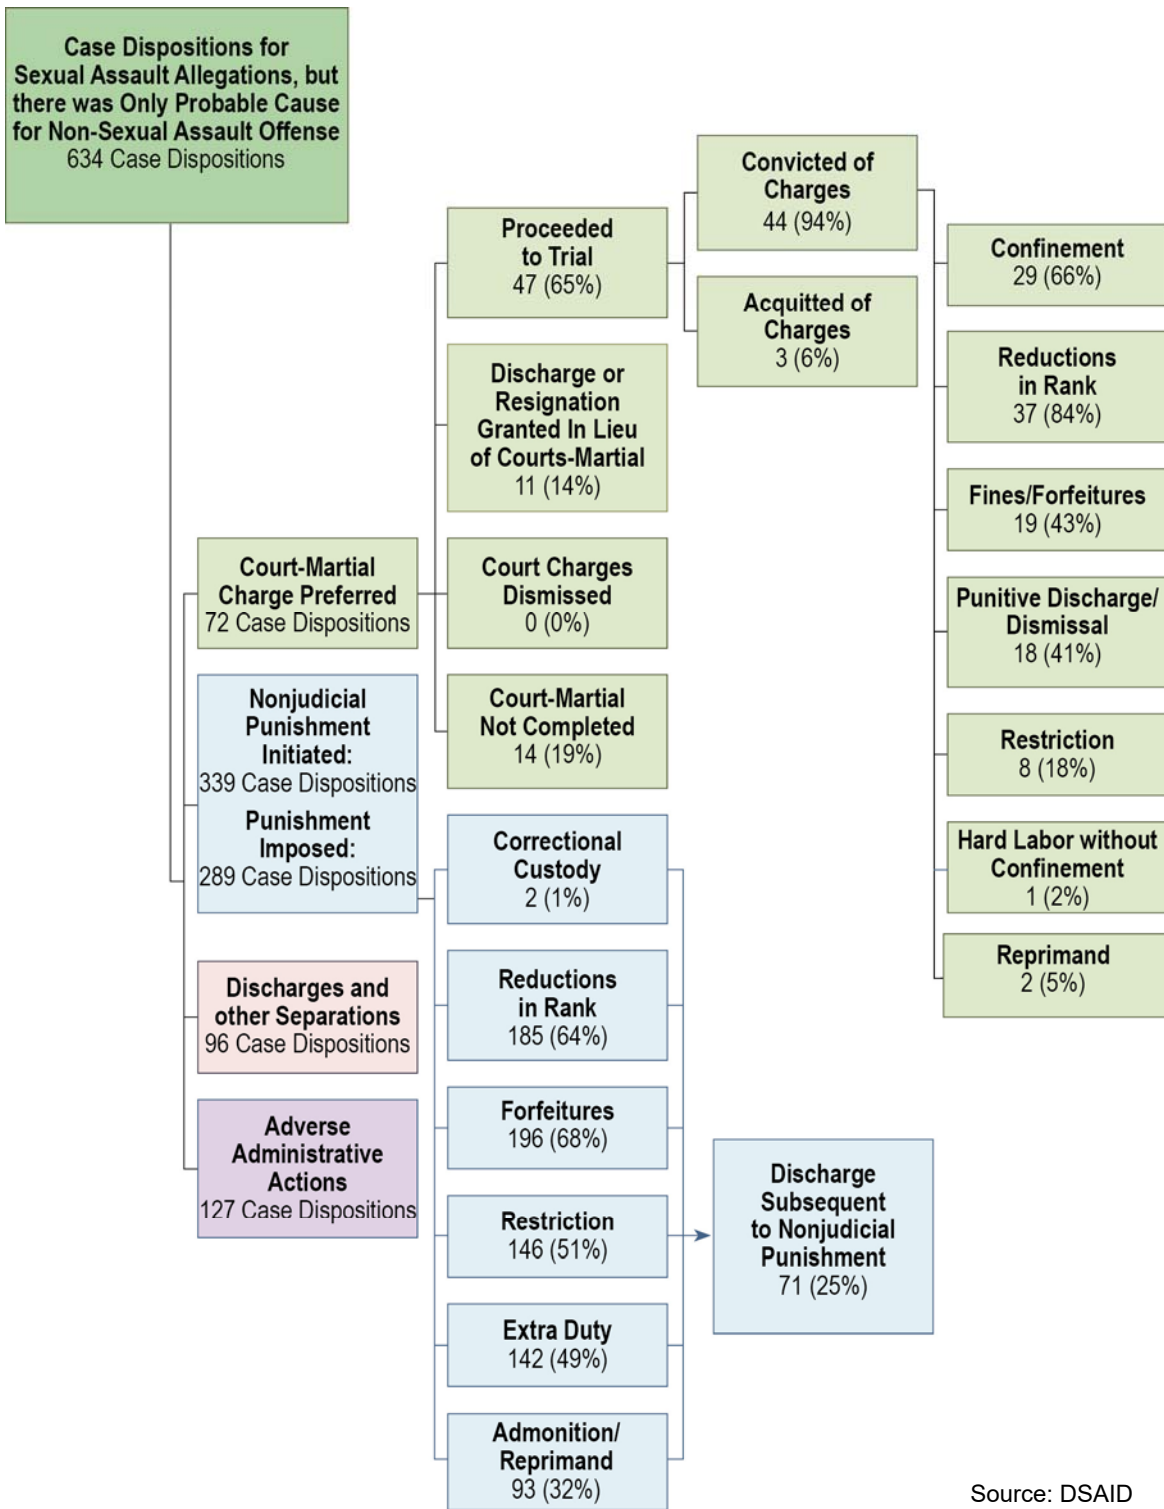 Case Dispositions for
Sexual Assault Allegations, but
there was Only Probable Cause
for Non-Sexual Assault Offense
634 Case Dispositions
Court-Martial
Charge Preferred
72 Case Dispositions
Nonjudicial
Punishment
Initiated:
339 Case Dispositions
Punishment
Imposed:
289 Case Dispositions
Discharges and
other Separations
96 Case Dispositions
Adverse
Administrative
Actions
127 Case Dispositions
Proceeded
to Trial
47 (65%)
Discharge or
Resignation
Granted In Lieu
of Courts-Martial
11 (14%)
Court Charges
Dismissed
0 (0%)
Court-Martial
Not Completed
14 (19%)
Convicted of
Charges
44 (94%)
Acquitted of
Charges
3 (6%)
Confinement
29 (66%)
Reductions
in Rank
37 (84%)
Fines/Forfeitures
19 (43%)
Punitive Discharge/
Dismissal
18 (41%)
Restriction
8 (18%)
Hard Labor without
Confinement
1 (2%)
Reprimand
2 (5%)
Correctional
Custody
2 (1%)
Reductions
in Rank
185 (64%)
Forfeitures
196 (68%)
Restriction
146 (51%)
Extra Duty
142 (49%)
Admonition/
Reprimand
93 (32%)
Discharge
Subsequent
to Nonjudicial
Punishment
71 (25%)
Source: DSAID